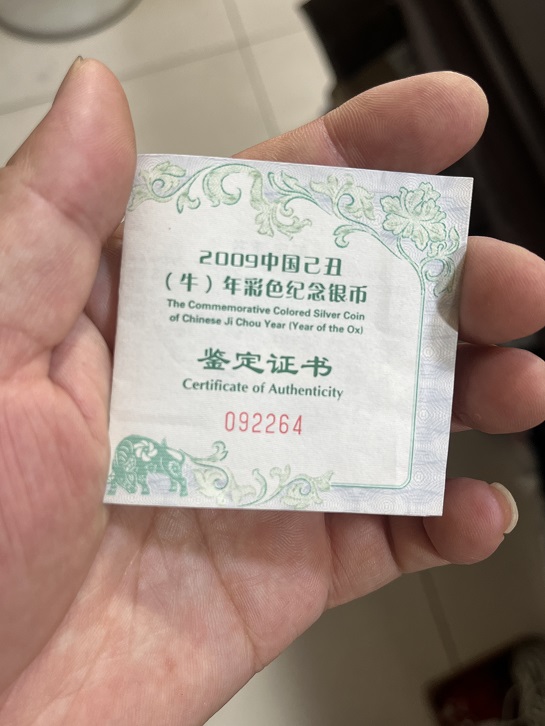 2009中国己丑
（牛）年彩色纪念银币
The Commemorative Colored Silver Coin
of Chinese Ji Chou Year (Year of the Ox)
鉴定证书
Certificate of Authenticity
092264